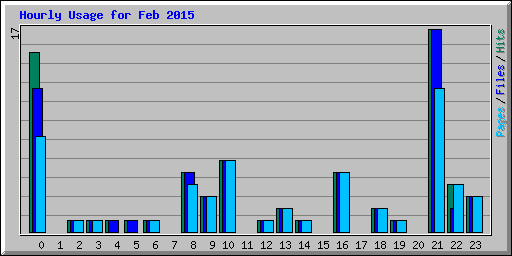 Hourly Usage for Feb 2015
17
Pages / Files / Hits
0 1 2 3 4 5 6 7 8 9 10 11 12 13 14 15 16 17 18 19 20 21 22 23